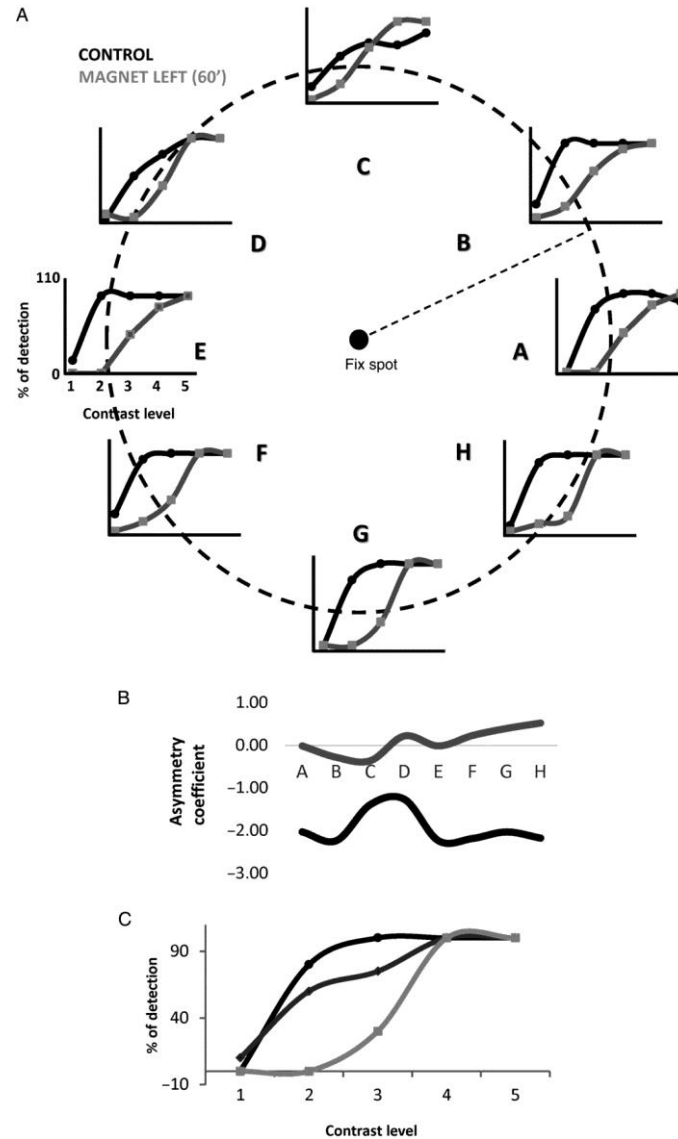 A
CONTROL
MAGNET LEFT (60')
C
D
B
110
% of detection
0
1 2 3 4 5
Contrast level
E
A
Fix spot
F
H
G
B
1.00
0.00
−1.00
−2.00
−3.00
Asymmetry
coefficient
A B C D E F G H
C
90
40
−10
% of detection
1 2 3 4 5
Contrast level